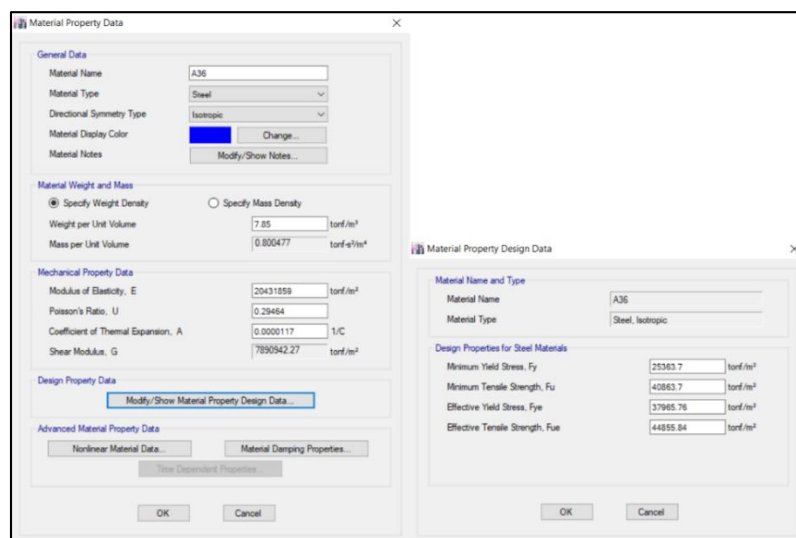 Material Property Data
General Data
Material Name A36
Material Type Steel
Directional Symmetry Type Isotropic
Material Display Color Change...
Material Notes Modify/Show Notes...
Material Weight and Mass
Specify Weight Density Specify Mass Density
Weight per Unit Volume 7.85 tonf/m³
Mass per Unit Volume 0.800477 tonf-s²/m⁴
Mechanical Property Data
Modulus of Elasticity, E 20431859 tonf/m²
Poisson's Ratio, U 0.29464
Coefficient of Thermal Expansion, A 0.0000117 1/C
Shear Modulus, G 7890942.27 tonf/m²
Design Property Data
Modify/Show Material Property Design Data...
Advanced Material Property Data
Nonlinear Material Data... Material Damping Properties...
Time Dependent Properties...
OK Cancel
Material Property Design Data
Material Name and Type
Material Name A36
Material Type Steel, Isotropic
Design Properties for Steel Materials
Minimum Yield Stress, Fy 25363.7 tonf/m²
Minimum Tensile Strength, Fu 40863.7 tonf/m²
Effective Yield Stress, Fye 37965.76 tonf/m²
Effective Tensile Strength, Fue 44855.84 tonf/m²
OK Cancel